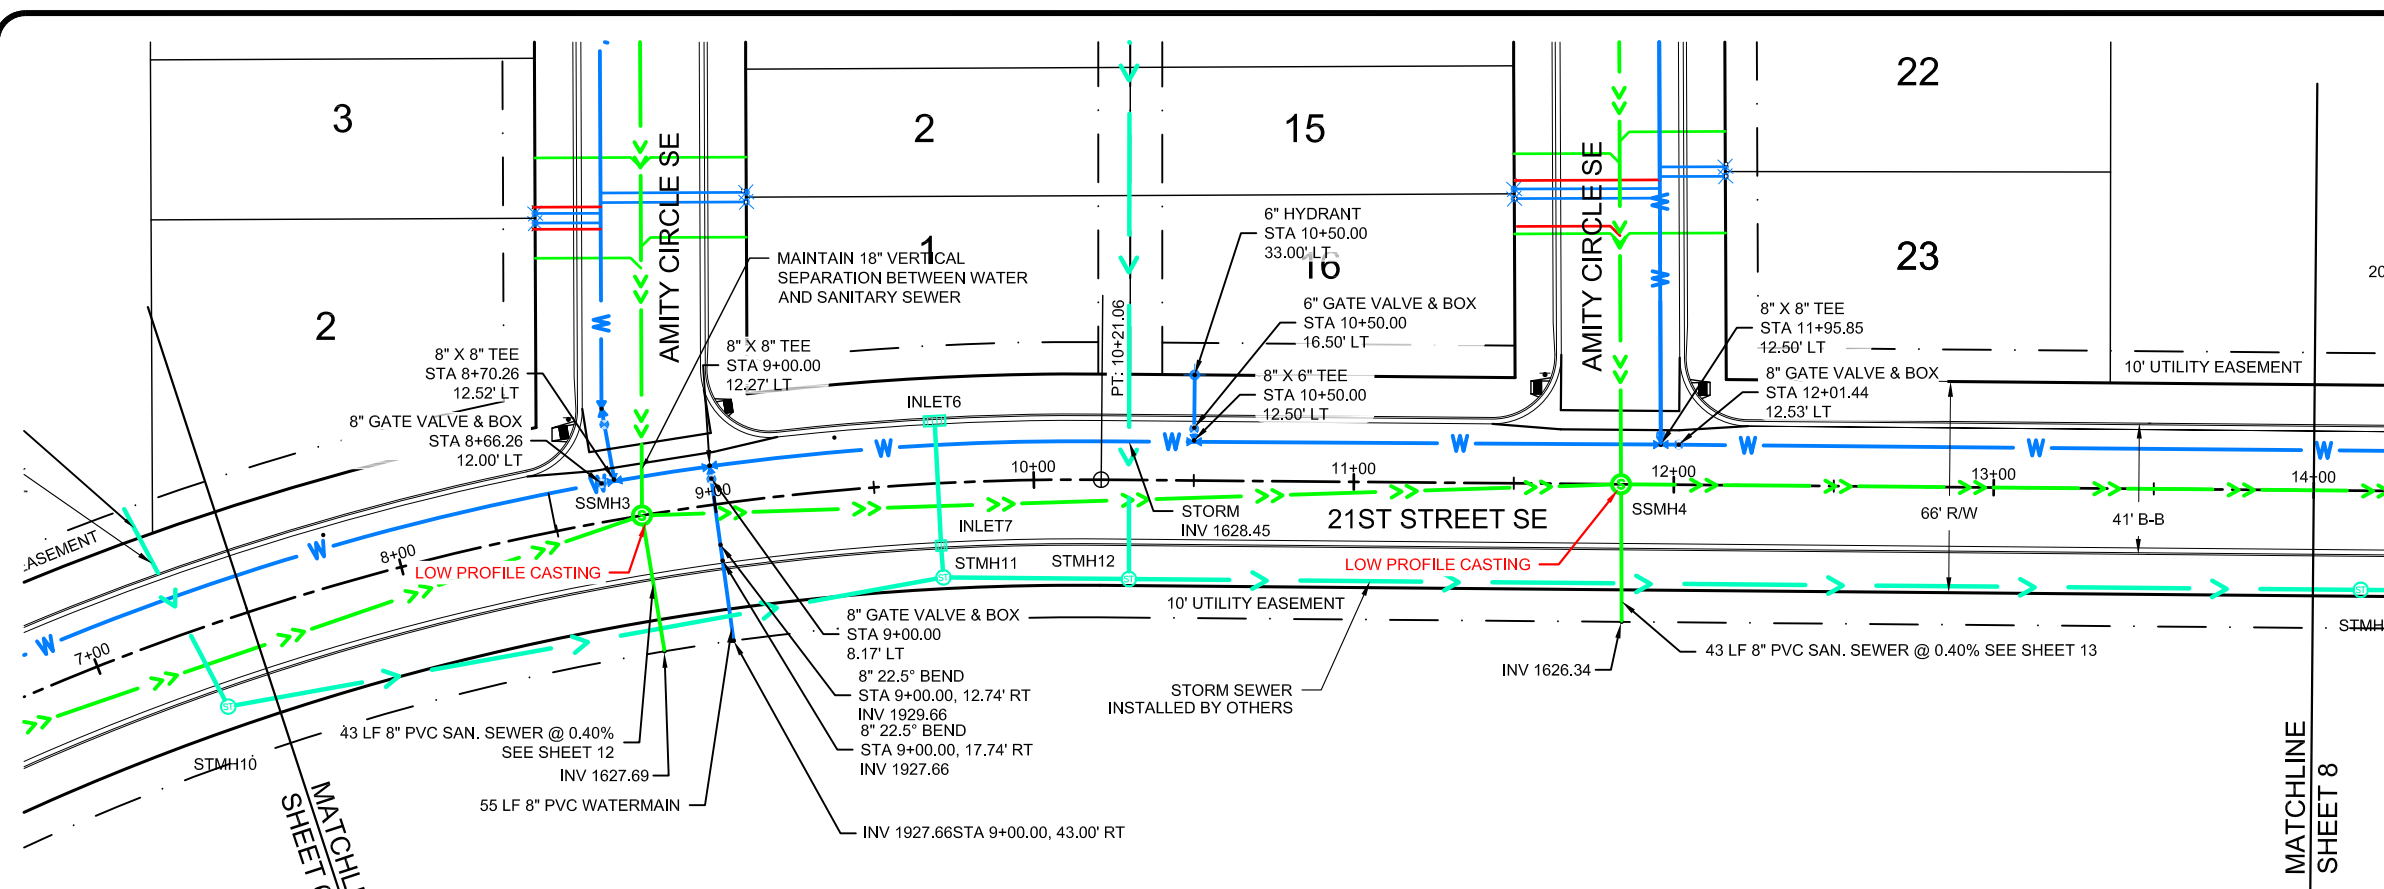 3
2
2
1
15
16
22
23
AMITY CIRCLE SE
AMITY CIRCLE SE
MAINTAIN 18" VERTICAL
SEPARATION BETWEEN WATER
AND SANITARY SEWER
6" HYDRANT
STA 10+50.00
33.00' LT
6" GATE VALVE & BOX
STA 10+50.00
16.50' LT
8" X 6" TEE
STA 10+50.00
12.50' LT
PT: 10+21.06
8" X 8" TEE
STA 8+70.26
12.52' LT
8" GATE VALVE & BOX
STA 8+66.26
12.00' LT
8" X 8" TEE
STA 9+00.00
12.27' LT
8" X 8" TEE
STA 11+95.85
12.50' LT
8" GATE VALVE & BOX
STA 12+01.44
12.53' LT
10' UTILITY EASEMENT
20
INLET6
INLET7
W
W
W
W
W
W
W
W
W
W
W
W
7+00
8+00
9+00
10+00
11+00
12+00
13+00
14+00
SSMH3
SSMH4
S
S
LOW PROFILE CASTING
LOW PROFILE CASTING
STORM
INV 1628.45
21ST STREET SE
66' R/W
41' B-B
STMH10
STMH11
STMH12
STMH
ST
ST
ST
ST
EASEMENT
10' UTILITY EASEMENT
8" GATE VALVE & BOX
STA 9+00.00
8.17' LT
8" 22.5° BEND
STA 9+00.00, 12.74' RT
INV 1929.66
8" 22.5° BEND
STA 9+00.00, 17.74' RT
INV 1927.66
INV 1927.66STA 9+00.00, 43.00' RT
43 LF 8" PVC SAN. SEWER @ 0.40%
SEE SHEET 12
INV 1627.69
55 LF 8" PVC WATERMAIN
STORM SEWER
INSTALLED BY OTHERS
INV 1626.34
43 LF 8" PVC SAN. SEWER @ 0.40% SEE SHEET 13
MATCHLINE
SHEET 8
MATCHLI
SHEET